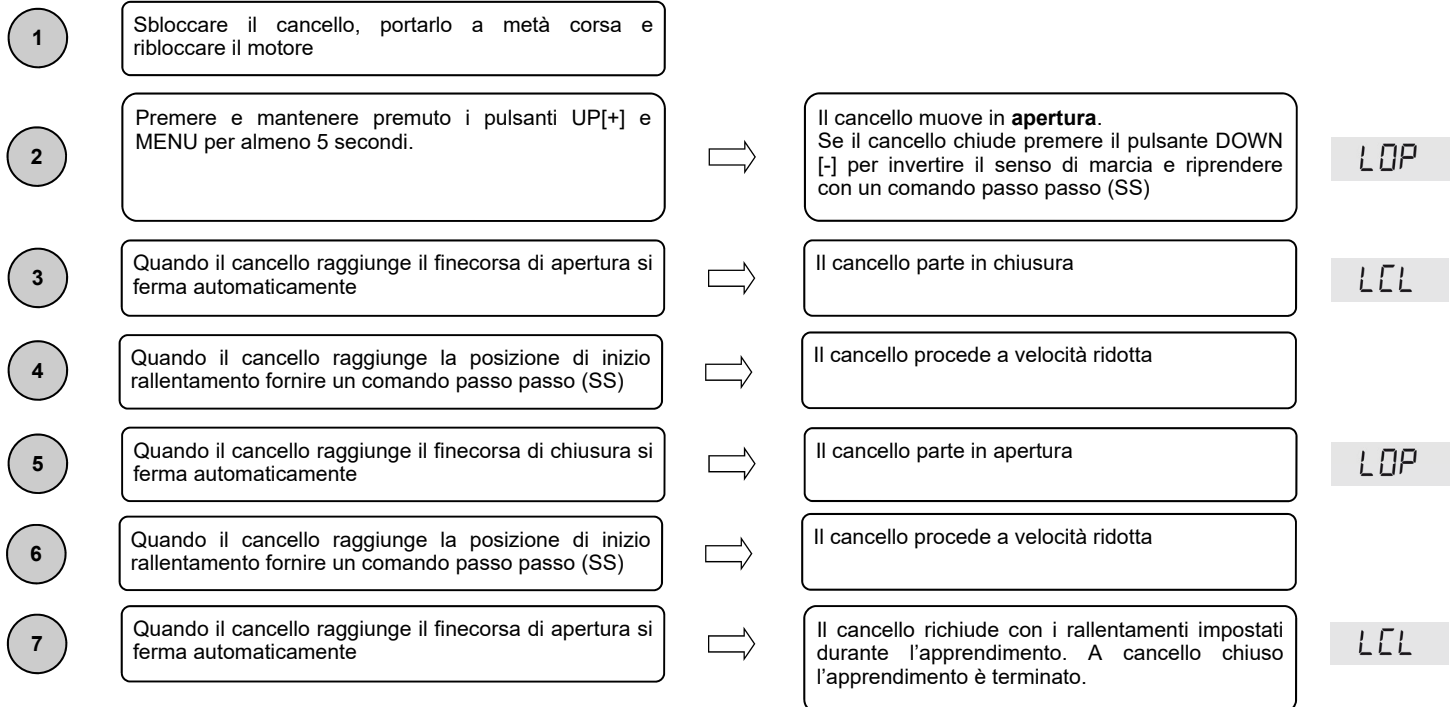 1
Sbloccare il cancello, portarlo a metà corsa e
ribloccare il motore
2
Premere e mantenere premuto i pulsanti UP[+] e
MENU per almeno 5 secondi.
Il cancello muove in apertura.
Se il cancello chiude premere il pulsante DOWN
[-] per invertire il senso di marcia e riprendere
con un comando passo passo (SS)
LOP
3
Quando il cancello raggiunge il finecorsa di apertura si
ferma automaticamente
Il cancello parte in chiusura
LCL
4
Quando il cancello raggiunge la posizione di inizio
rallentamento fornire un comando passo passo (SS)
Il cancello procede a velocità ridotta
5
Quando il cancello raggiunge il finecorsa di chiusura si
ferma automaticamente
Il cancello parte in apertura
LOP
6
Quando il cancello raggiunge la posizione di inizio
rallentamento fornire un comando passo passo (SS)
Il cancello procede a velocità ridotta
7
Quando il cancello raggiunge il finecorsa di apertura si
ferma automaticamente
Il cancello richiude con i rallentamenti impostati
durante l’apprendimento. A cancello chiuso
l’apprendimento è terminato.
LCL